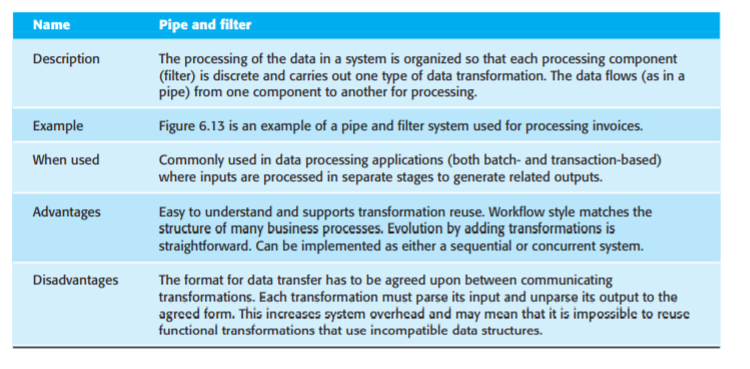 Name Pipe and filter
Description The processing of the data in a system is organized so that each processing component
(filter) is discrete and carries out one type of data transformation. The data flows (as in a
pipe) from one component to another for processing.
Example Figure 6.13 is an example of a pipe and filter system used for processing invoices.
When used Commonly used in data processing applications (both batch- and transaction-based)
where inputs are processed in separate stages to generate related outputs.
Advantages Easy to understand and supports transformation reuse. Workflow style matches the
structure of many business processes. Evolution by adding transformations is
straightforward. Can be implemented as either a sequential or concurrent system.
Disadvantages The format for data transfer has to be agreed upon between communicating
transformations. Each transformation must parse its input and unparse its output to the
agreed form. This increases system overhead and may mean that it is impossible to reuse
functional transformations that use incompatible data structures.